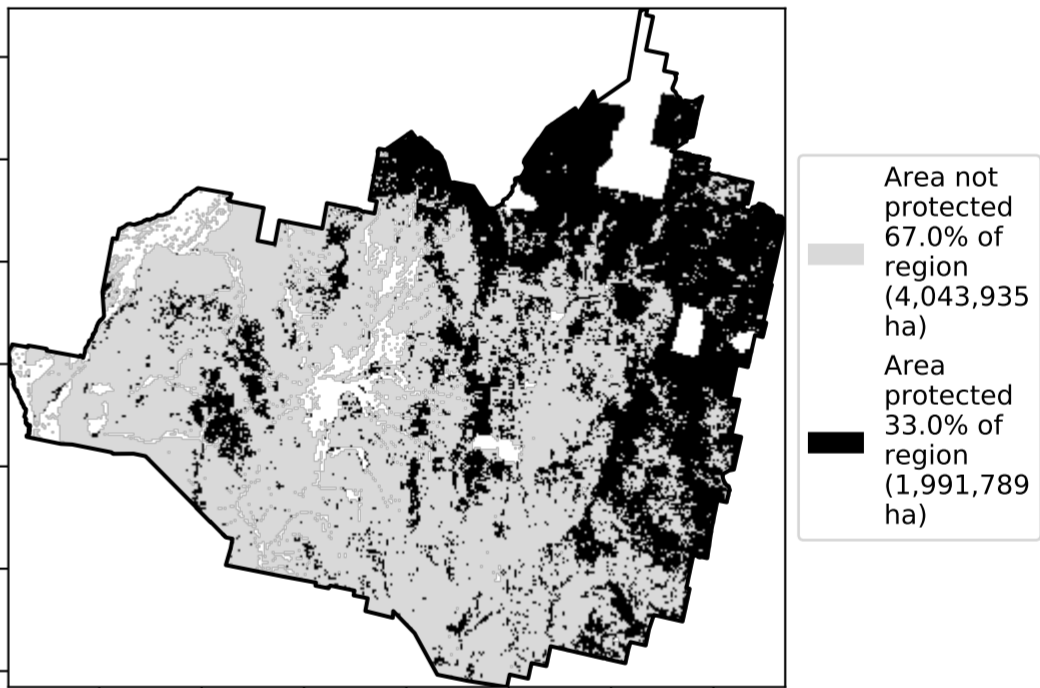 Area not
protected
67.0% of
region
(4,043,935
ha)
Area
protected
33.0% of
region
(1,991,789
ha)